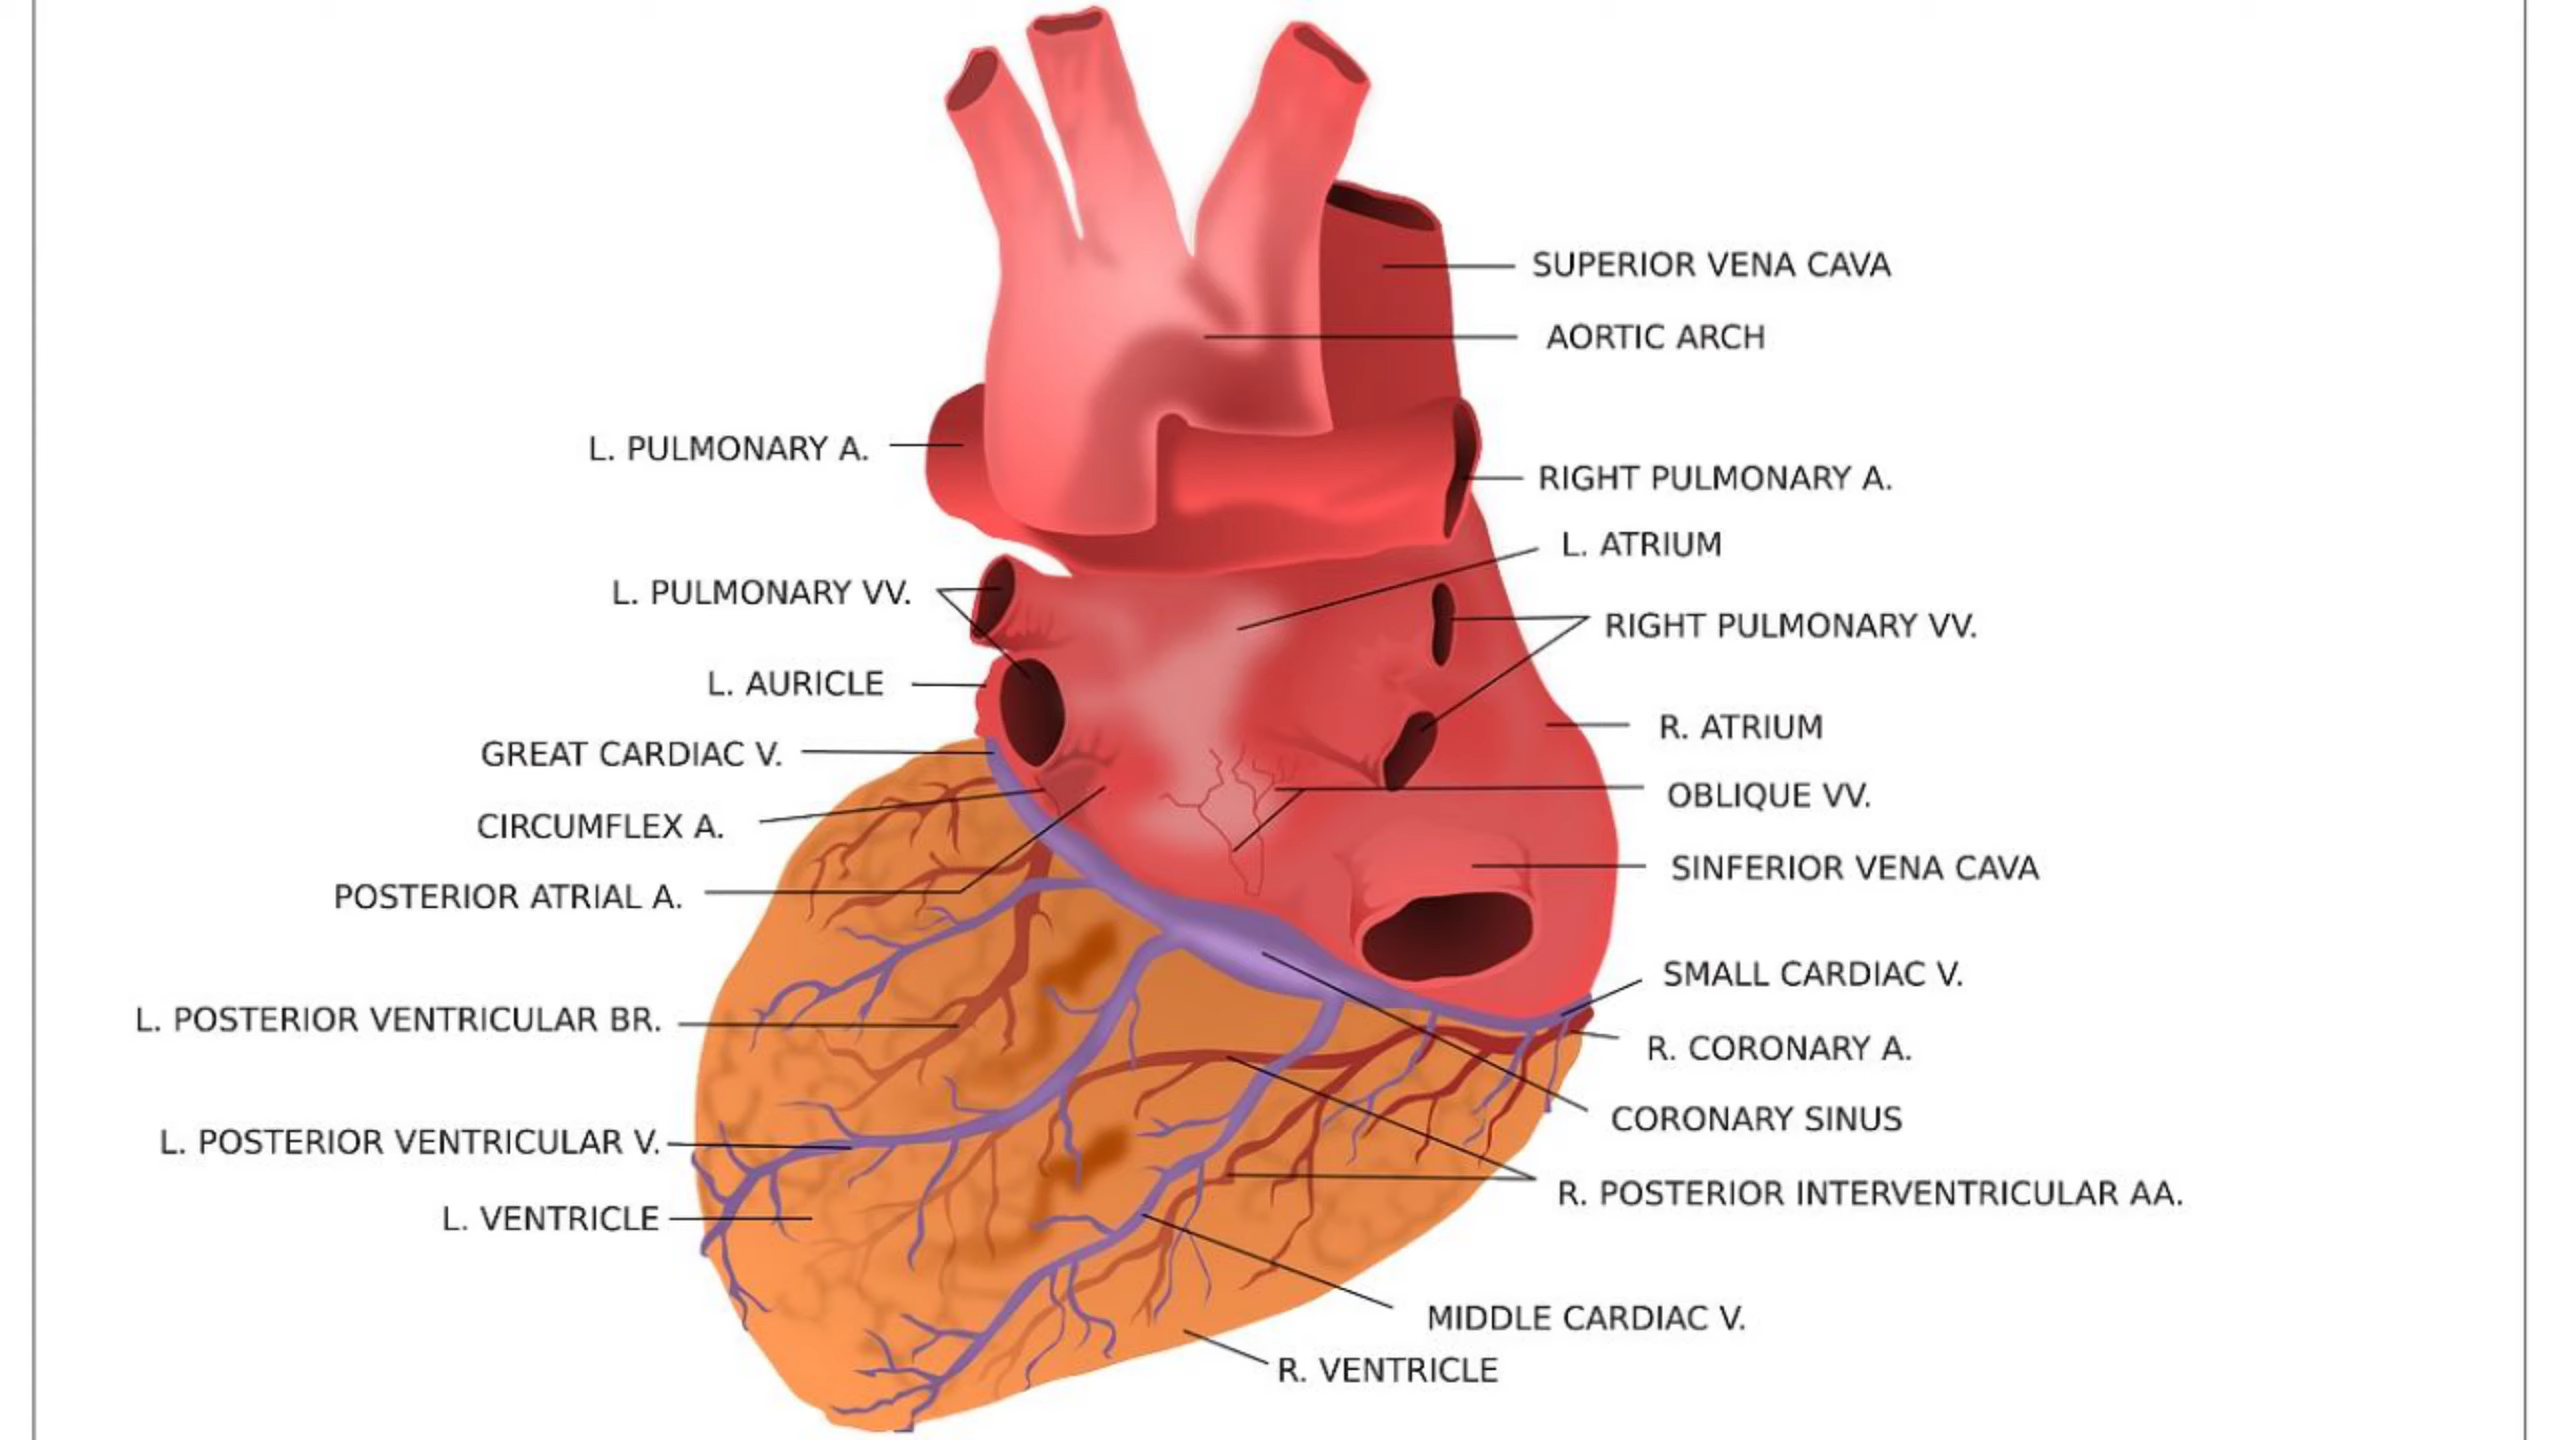 SUPERIOR VENA CAVA
AORTIC ARCH
L. PULMONARY A.
RIGHT PULMONARY A.
L. ATRIUM
L. PULMONARY VV.
RIGHT PULMONARY VV.
L. AURICLE
R. ATRIUM
GREAT CARDIAC V.
OBLIQUE VV.
CIRCUMFLEX A.
SINFERIOR VENA CAVA
POSTERIOR ATRIAL A.
SMALL CARDIAC V.
L. POSTERIOR VENTRICULAR BR.
R. CORONARY A.
CORONARY SINUS
L. POSTERIOR VENTRICULAR V.
R. POSTERIOR INTERVENTRICULAR AA.
L. VENTRICLE
MIDDLE CARDIAC V.
R. VENTRICLE